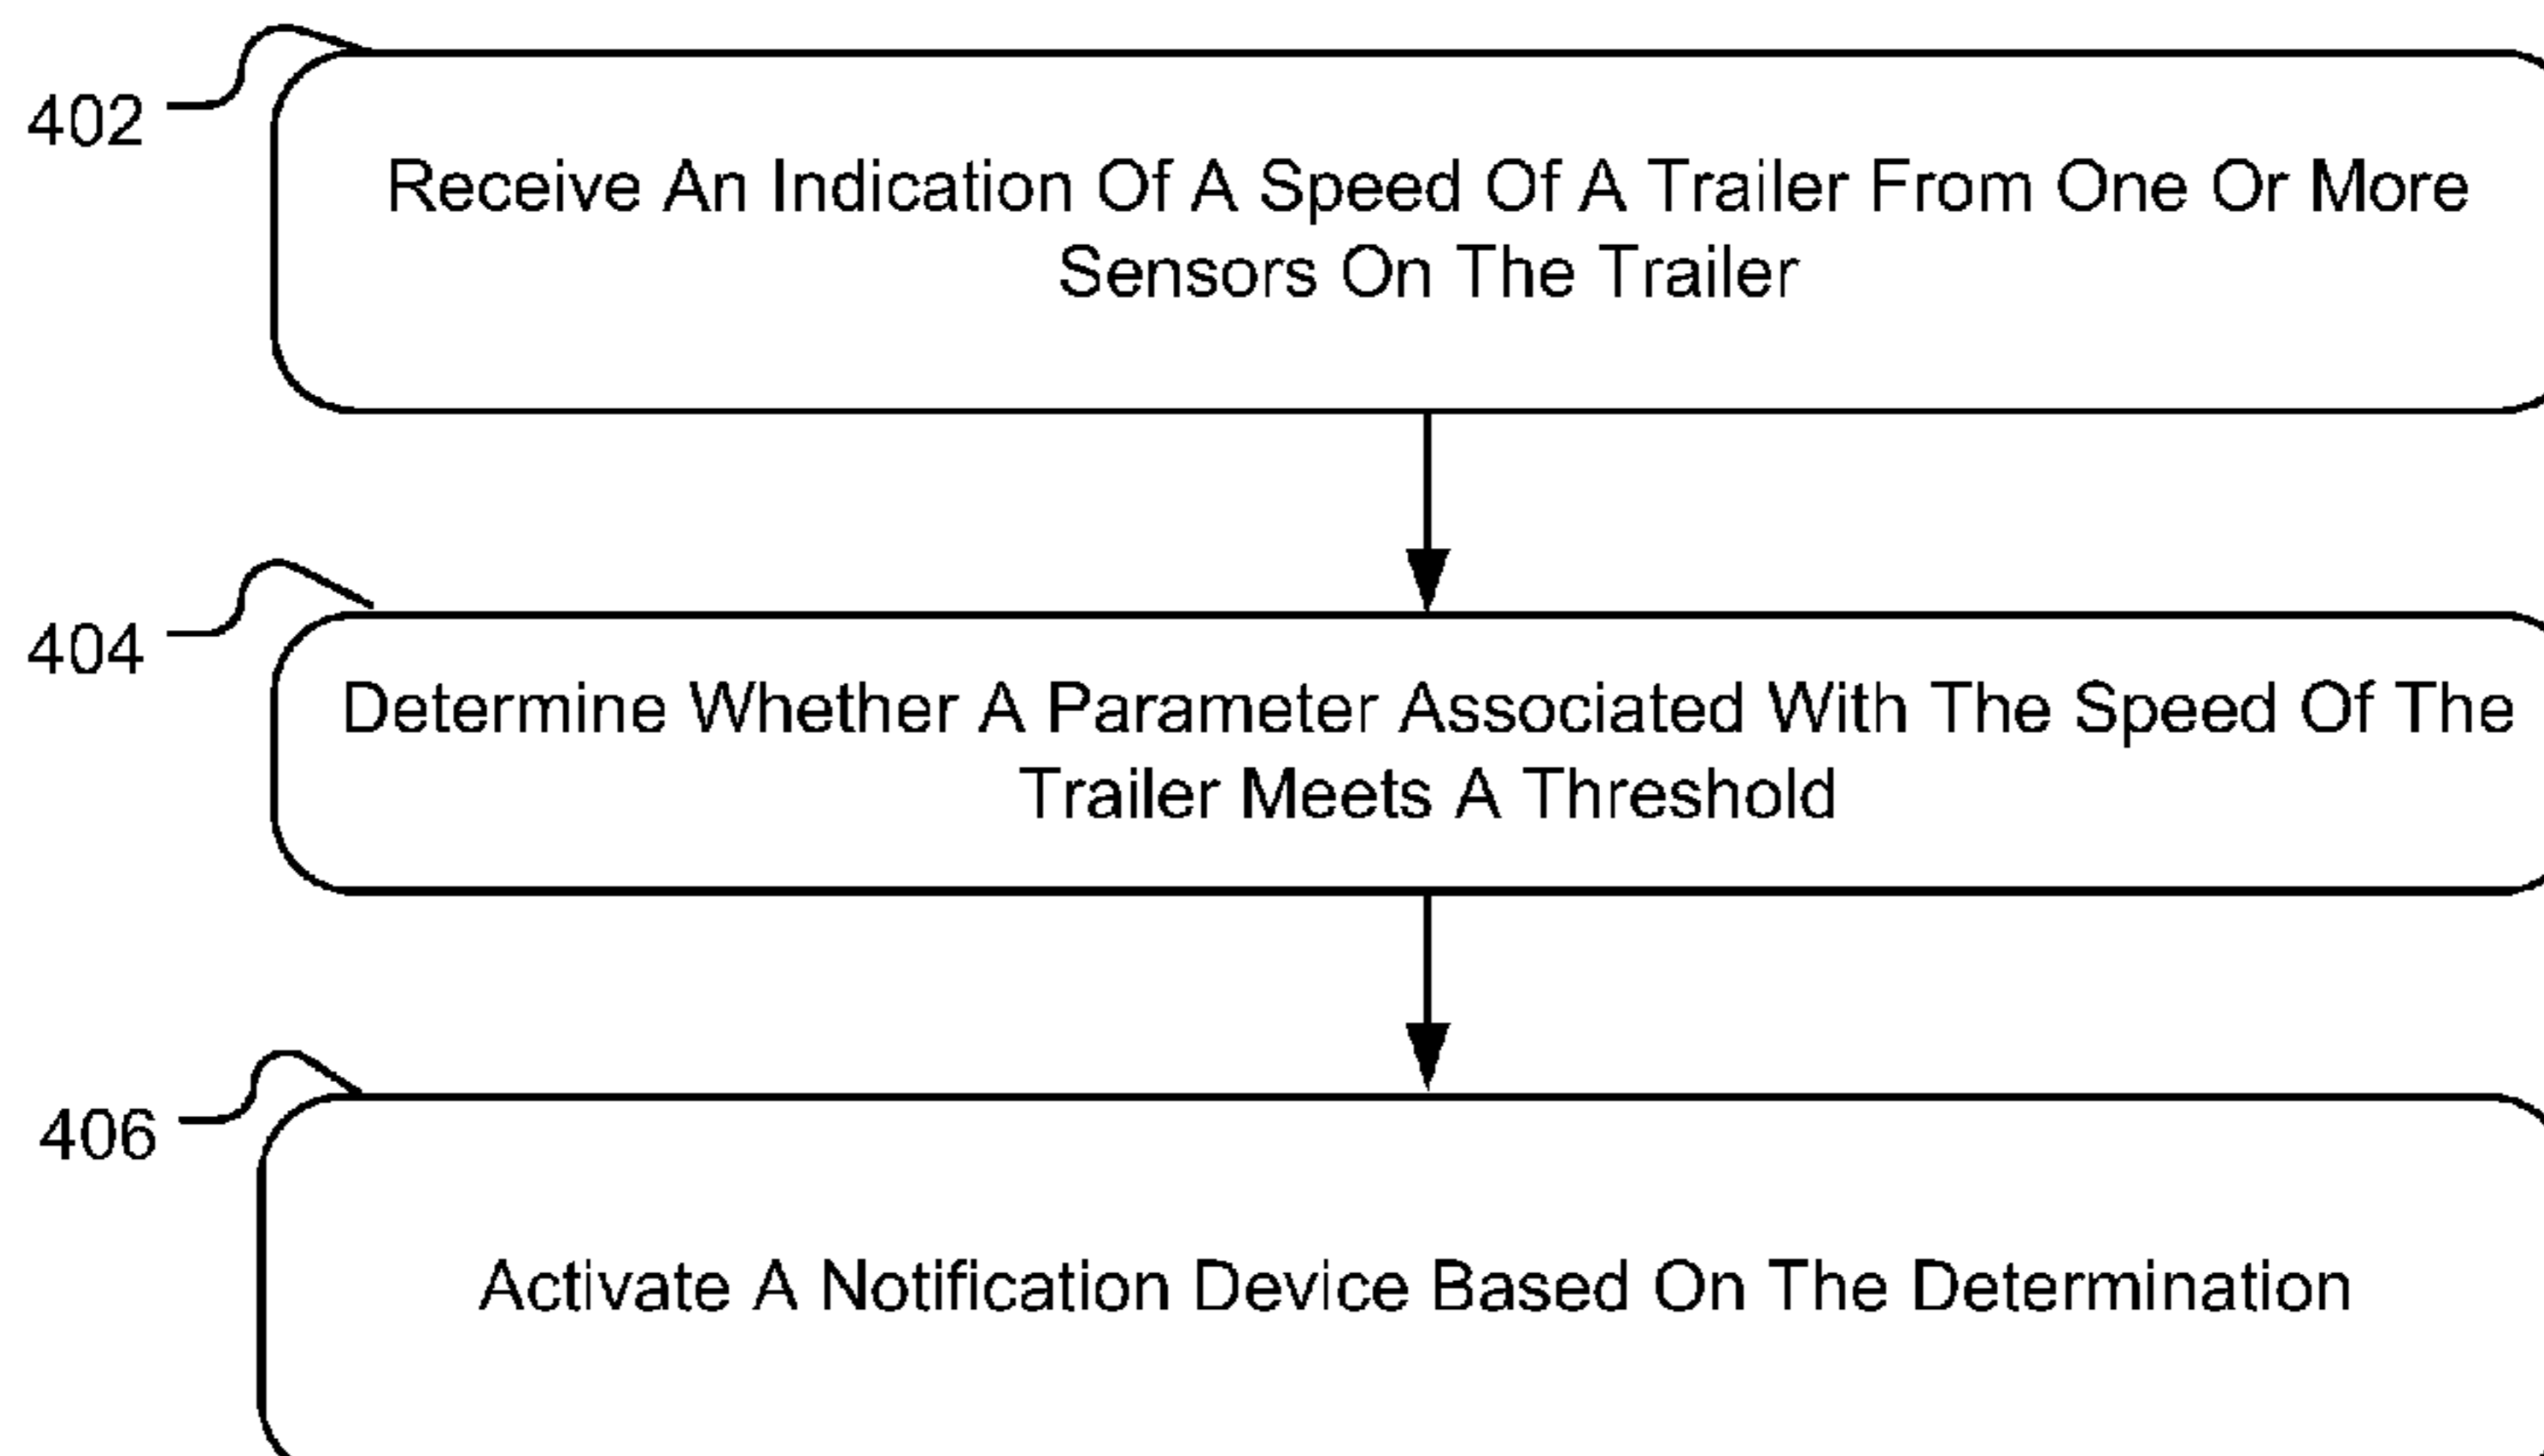 402
Receive An Indication Of A Speed Of A Trailer From One Or More
Sensors On The Trailer
404
Determine Whether A Parameter Associated With The Speed Of The
Trailer Meets A Threshold
406
Activate A Notification Device Based On The Determination